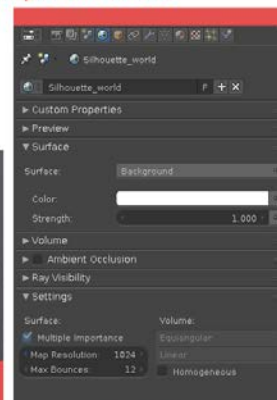 Silhouette_world
Silhouette_world F
Custom Properties
Preview
Surface
Surface: Background
Color:
Strength: 1.000
Volume
Ambient Occlusion
Ray Visibility
Settings
Surface: Volume:
Multiple Importance Equiangular
Map Resolution: 1024 Linear
Max Bounces: 12 Homogeneous